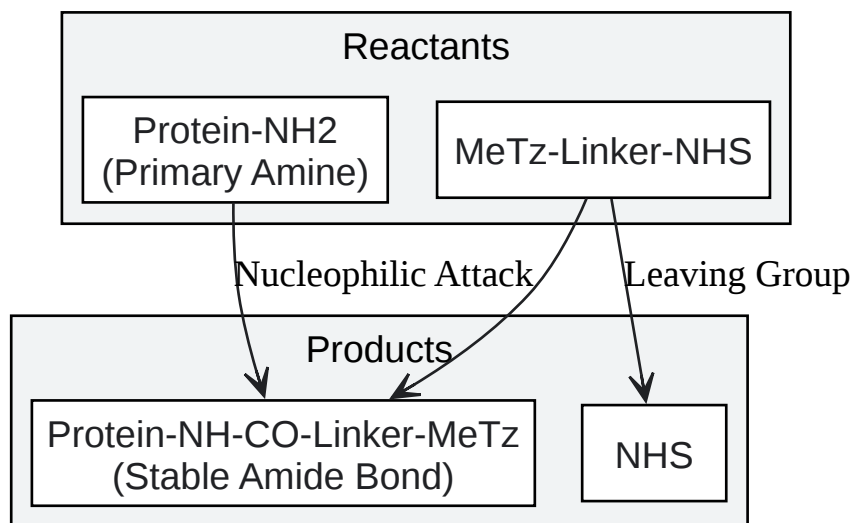 Reactants
Protein-NH2
(Primary Amine)
MeTz-Linker-NHS
Nucleophilic Attack
Leaving Group
Products
Protein-NH-CO-Linker-MeTz
(Stable Amide Bond)
NHS